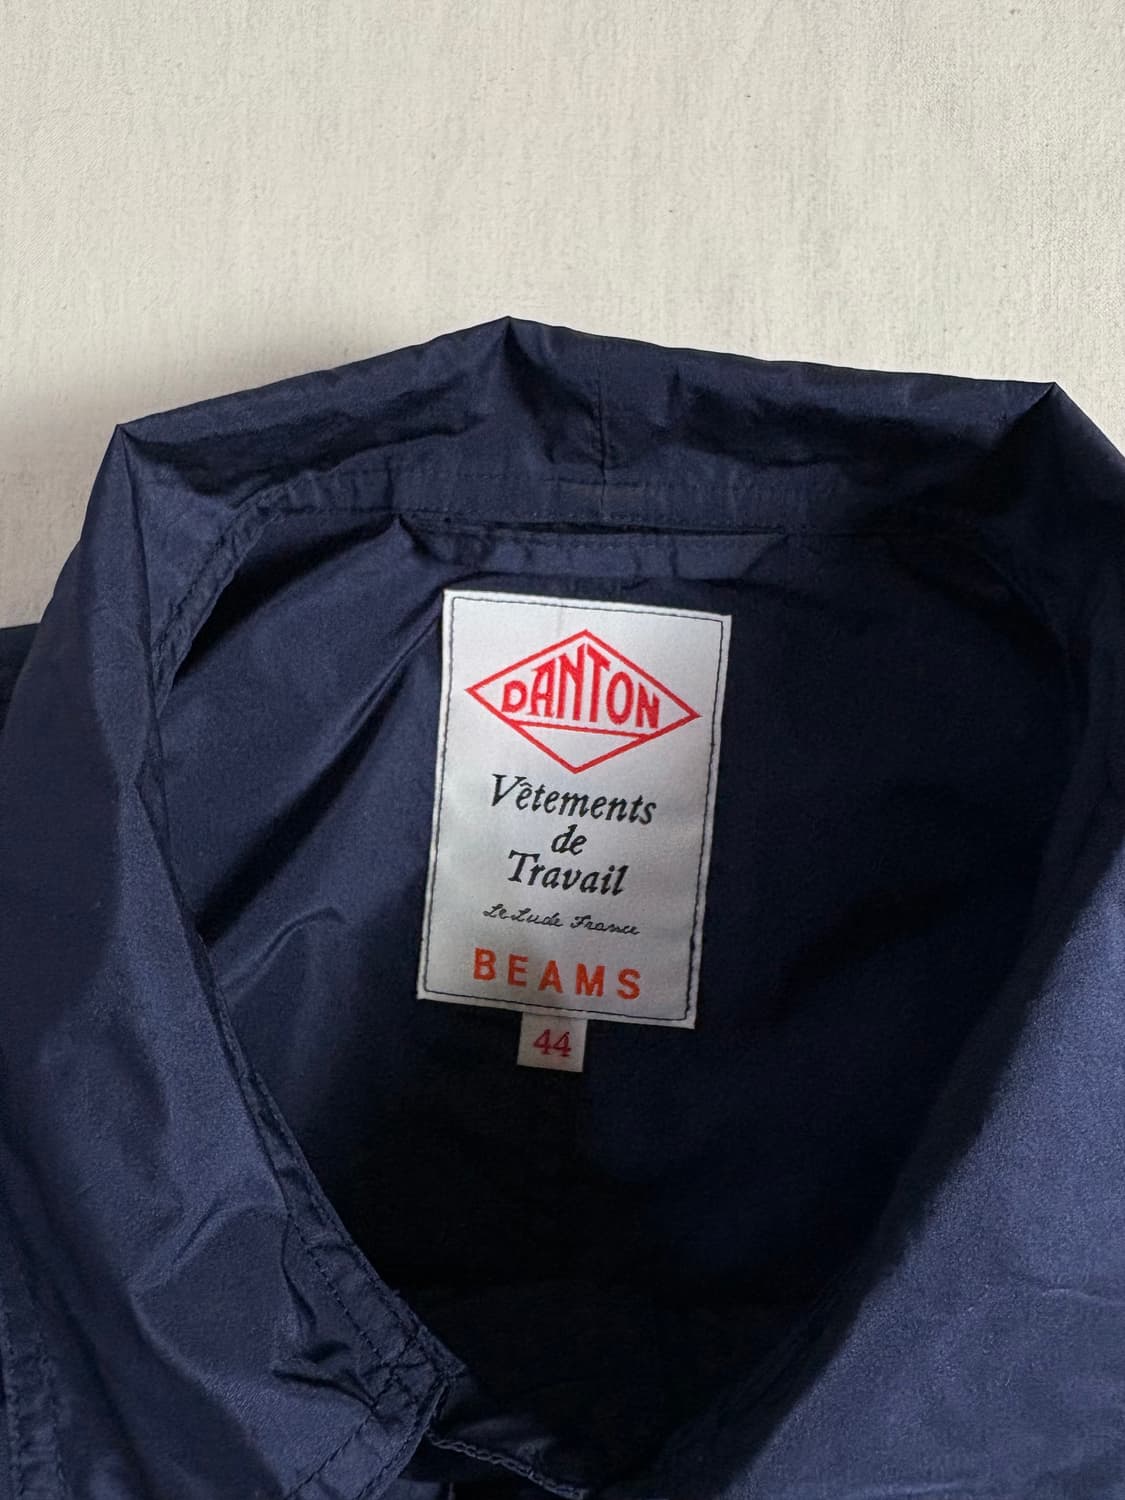 DANTON
Vêtements
de
Travail
Le Lude France
BEAMS
44